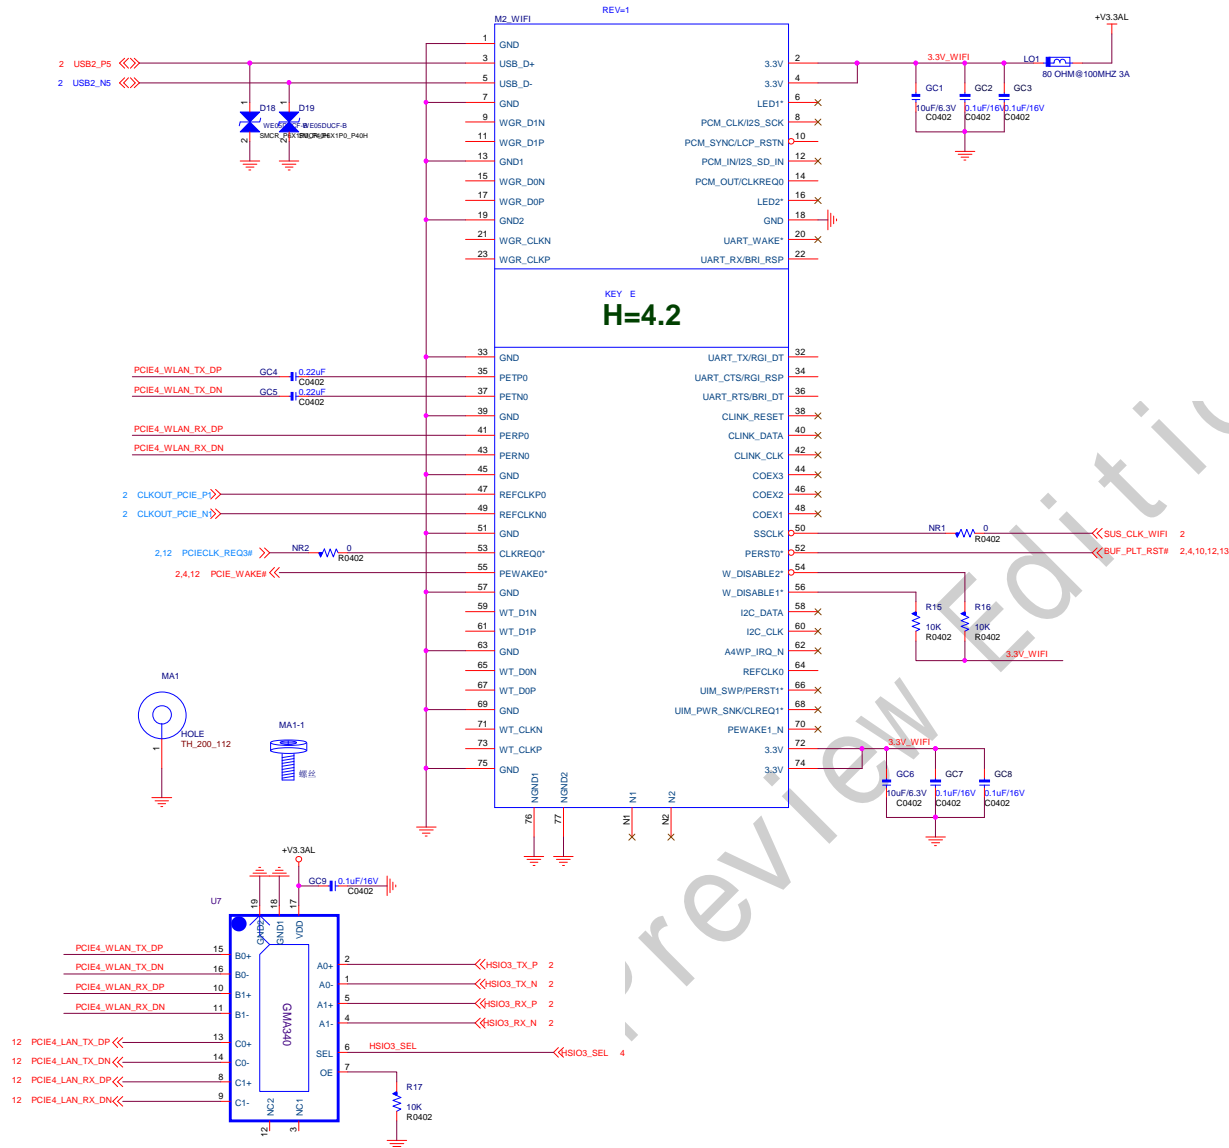 REV=1
M2_WIFI
+V3.3AL
1 GND
2 USB2_P5
3 USB_D+
3.3V 2
3.3V_WIFI
LO1
80 OHM@100MHZ 3A
2 USB2_N5
5 USB_D-
3.3V 4
7 GND
LED1* 6
GC1
10uF/6.3V
C0402
GC2
0.1uF/16V
C0402
GC3
0.1uF/16V
C0402
1
D18
2
1
D19
2
WE05DUCF-B
9 WGR_D1N
PCM_CLK/I2S_SCK 8
11 WGR_D1P
PCM_SYNC/LCP_RSTN 10
13 GND1
PCM_IN/I2S_SD_IN 12
15 WGR_D0N
PCM_OUT/CLKREQ0 14
17 WGR_D0P
LED2* 16
19 GND2
GND 18
21 WGR_CLKN
UART_WAKE* 20
23 WGR_CLKP
UART_RX/BRI_RSP 22
KEY E
H=4.2
33 GND
UART_TX/RGI_DT 32
PCIE4_WLAN_TX_DP
GC4
0.22uF
C0402
35 PETP0
UART_CTS/RGI_RSP 34
PCIE4_WLAN_TX_DN
GC5
0.22uF
C0402
37 PETN0
UART_RTS/BRI_DT 36
39 GND
CLINK_RESET 38
PCIE4_WLAN_RX_DP
41 PERP0
CLINK_DATA 40
PCIE4_WLAN_RX_DN
43 PERN0
CLINK_CLK 42
45 GND
COEX3 44
2 CLKOUT_PCIE_P1
47 REFCLKP0
COEX2 46
2 CLKOUT_PCIE_N1
49 REFCLKN0
COEX1 48
51 GND
SSCLK 50
NR1 0
R0402
SUS_CLK_WIFI 2
2,12 PCIECLK_REQ3#
NR2 0
R0402
53 CLKREQ0*
PERST0* 52
BUF_PLT_RST# 2,4,10,12,13
2,4,12 PCIE_WAKE#
55 PEWAKE0*
W_DISABLE2* 54
57 GND
W_DISABLE1* 56
59 WT_D1N
I2C_DATA 58
R15
10K
R0402
R16
10K
R0402
61 WT_D1P
I2C_CLK 60
63 GND
A4WP_IRQ_N 62
3.3V_WIFI
65 WT_D0N
REFCLK0 64
67 WT_D0P
UIM_SWP/PERST1* 66
69 GND
UIM_PWR_SNK/CLREQ1* 68
71 WT_CLKN
PEWAKE1_N 70
73 WT_CLKP
3.3V 72
3.3V_WIFI
75 GND
3.3V 74
GC6
10uF/6.3V
C0402
GC7
0.1uF/16V
C0402
GC8
0.1uF/16V
C0402
NGND1
76
NGND2
77
N1
N1
N2
N2
MA1
HOLE
TH_200_112
1
MA1-1
螺丝
Preview Editio
+V3.3AL
GC9
0.1uF/16V
C0402
U7
19
GND2
18
GND1
17
VDD
GMA340
PCIE4_WLAN_TX_DP 15 B0+
A0+ 2 HSIO3_TX_P 2
PCIE4_WLAN_TX_DN 16 B0-
A0- 1 HSIO3_TX_N 2
PCIE4_WLAN_RX_DP 10 B1+
A1+ 5 HSIO3_RX_P 2
PCIE4_WLAN_RX_DN 11 B1-
A1- 4 HSIO3_RX_N 2
12 PCIE4_LAN_TX_DP 13 C0+
SEL 6 HSIO3_SEL HSIO3_SEL 4
12 PCIE4_LAN_TX_DN 14 C0-
OE 7
12 PCIE4_LAN_RX_DP 8 C1+
12 PCIE4_LAN_RX_DN 9 C1-
R17
10K
R0402
NC2
12
NC1
3